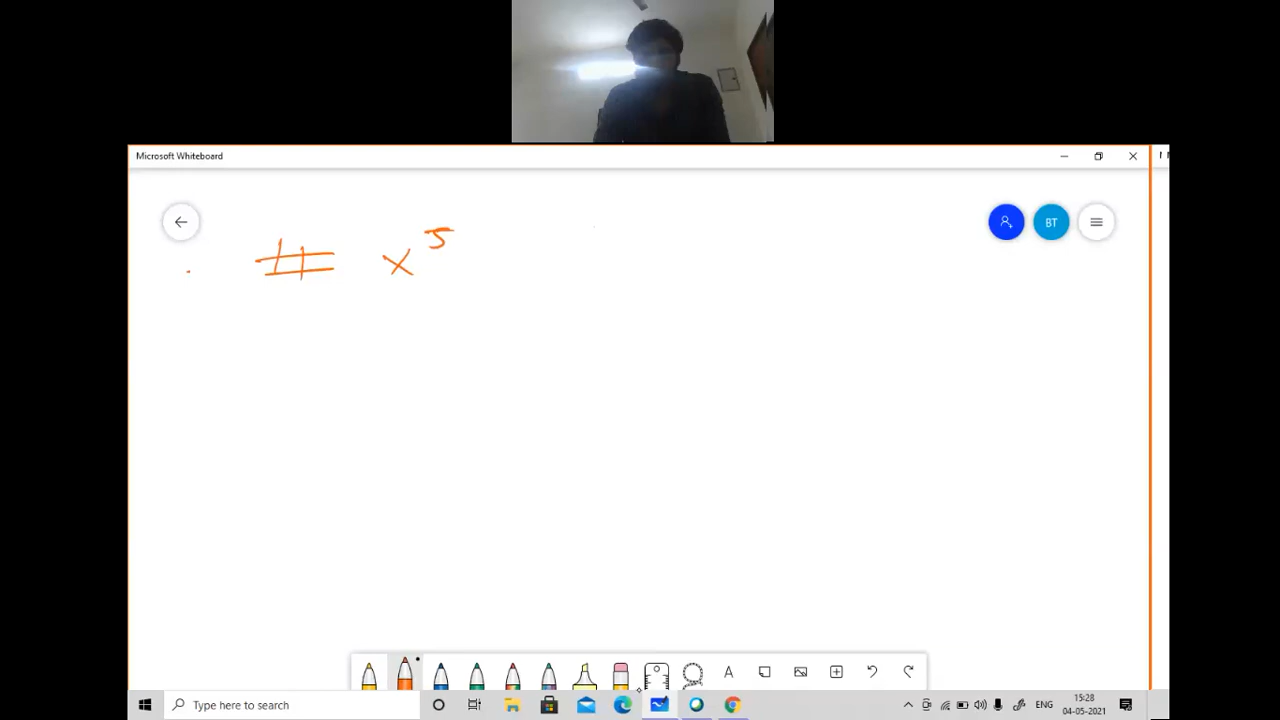 Microsoft Whiteboard
BT
# x⁵
A
Type here to search
ENG
15:28
04-05-2021